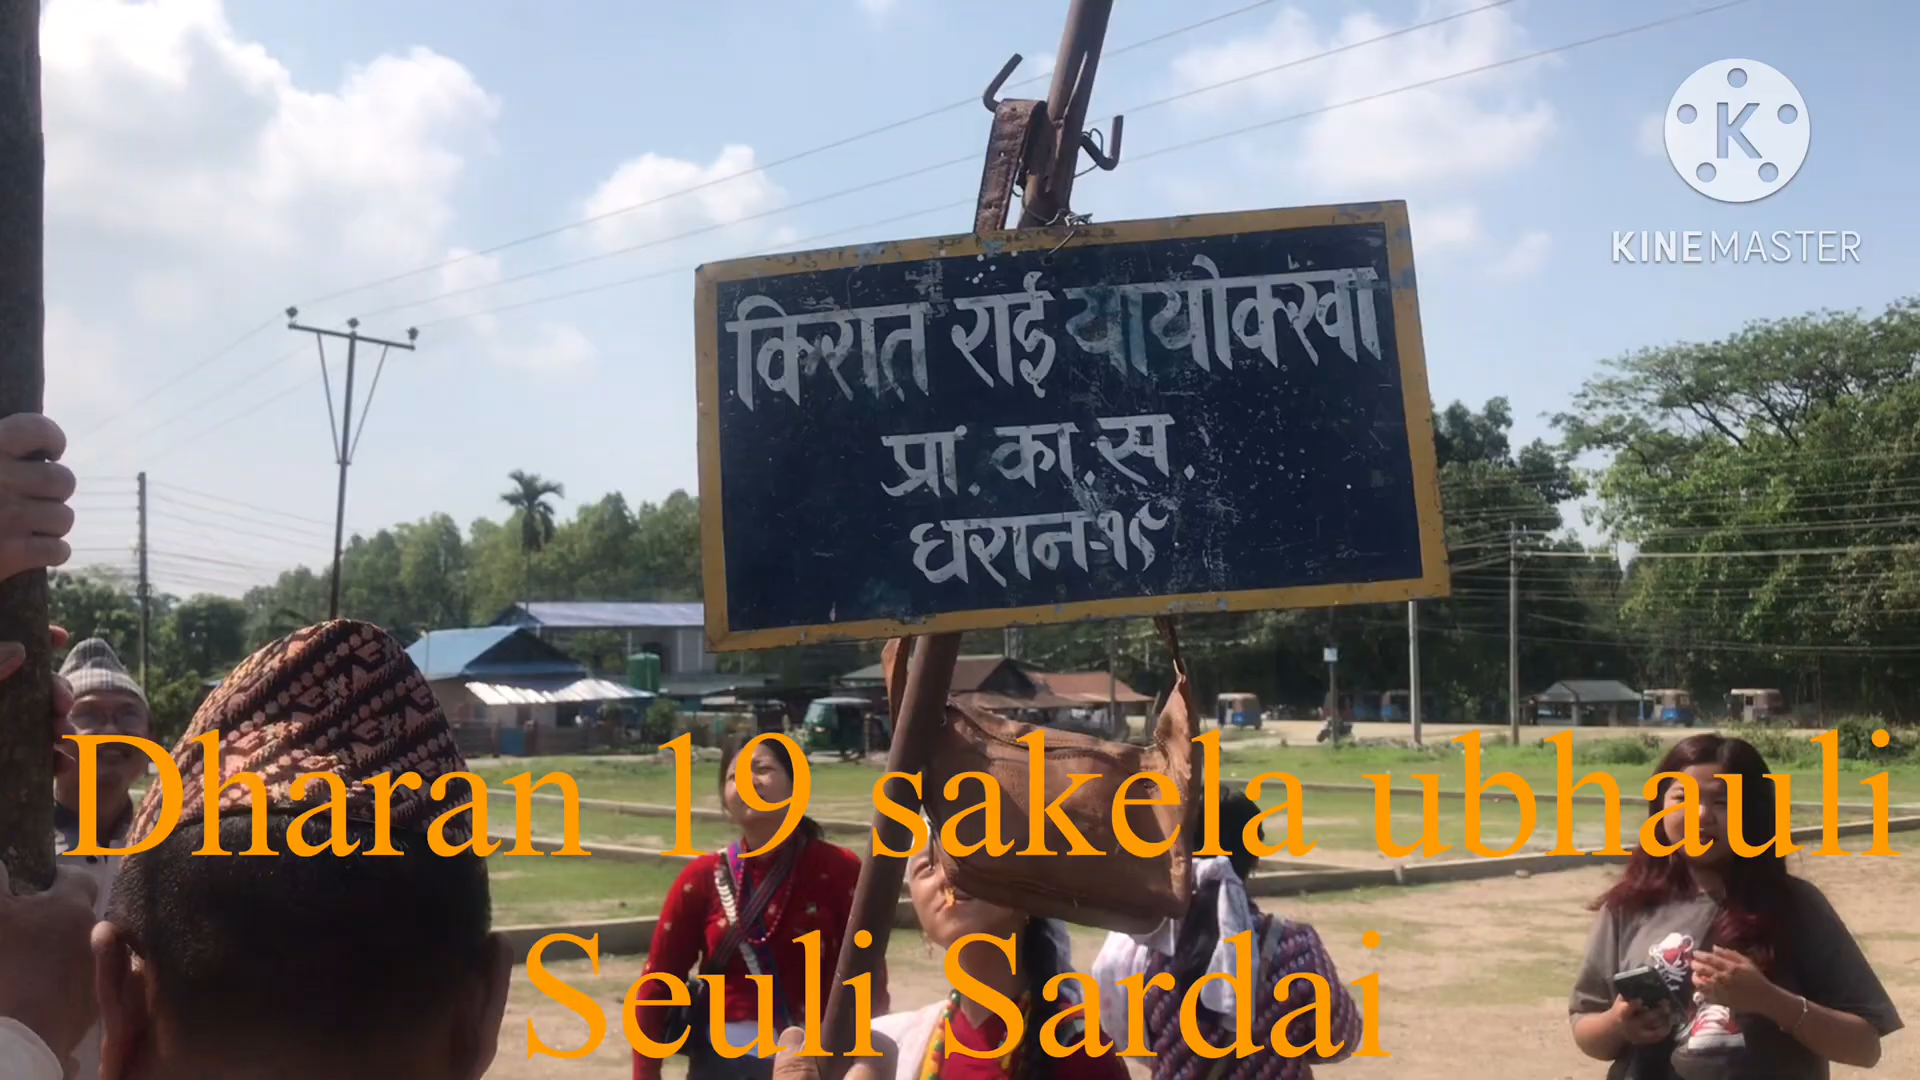 K
KINEMASTER
किरात राई यायोक्खा
प्रा. का. स.
धरान-१९
Dharan 19 sakela ubhauli
Seuli Sardai